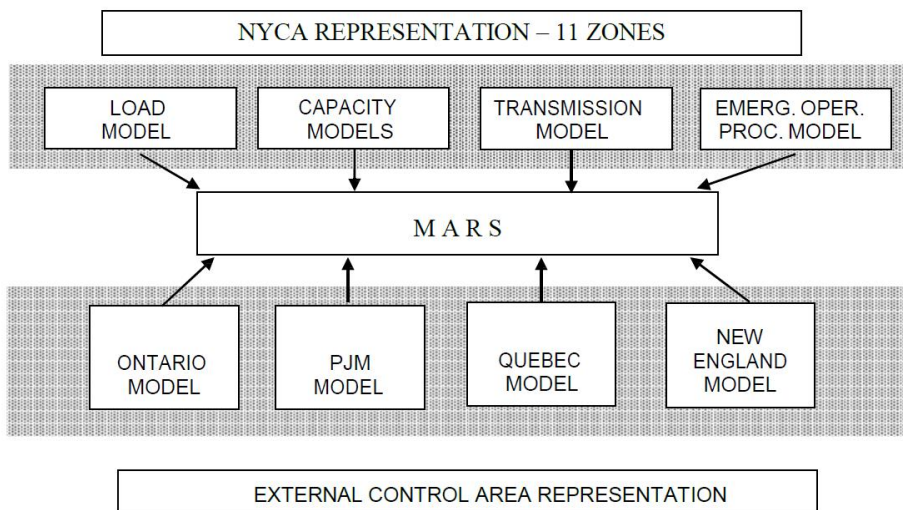 NYCA REPRESENTATION – 11 ZONES
LOAD
MODEL
CAPACITY
MODELS
TRANSMISSION
MODEL
EMERG. OPER.
PROC. MODEL
M A R S
ONTARIO
MODEL
PJM
MODEL
QUEBEC
MODEL
NEW
ENGLAND
MODEL
EXTERNAL CONTROL AREA REPRESENTATION